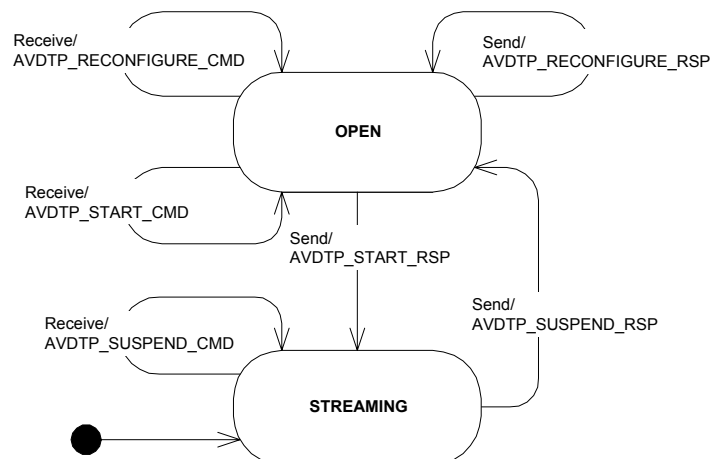 Receive/
AVDTP_RECONFIGURE_CMD
Send/
AVDTP_RECONFIGURE_RSP
OPEN
Receive/
AVDTP_START_CMD
Send/
AVDTP_START_RSP
Send/
AVDTP_SUSPEND_RSP
Receive/
AVDTP_SUSPEND_CMD
STREAMING